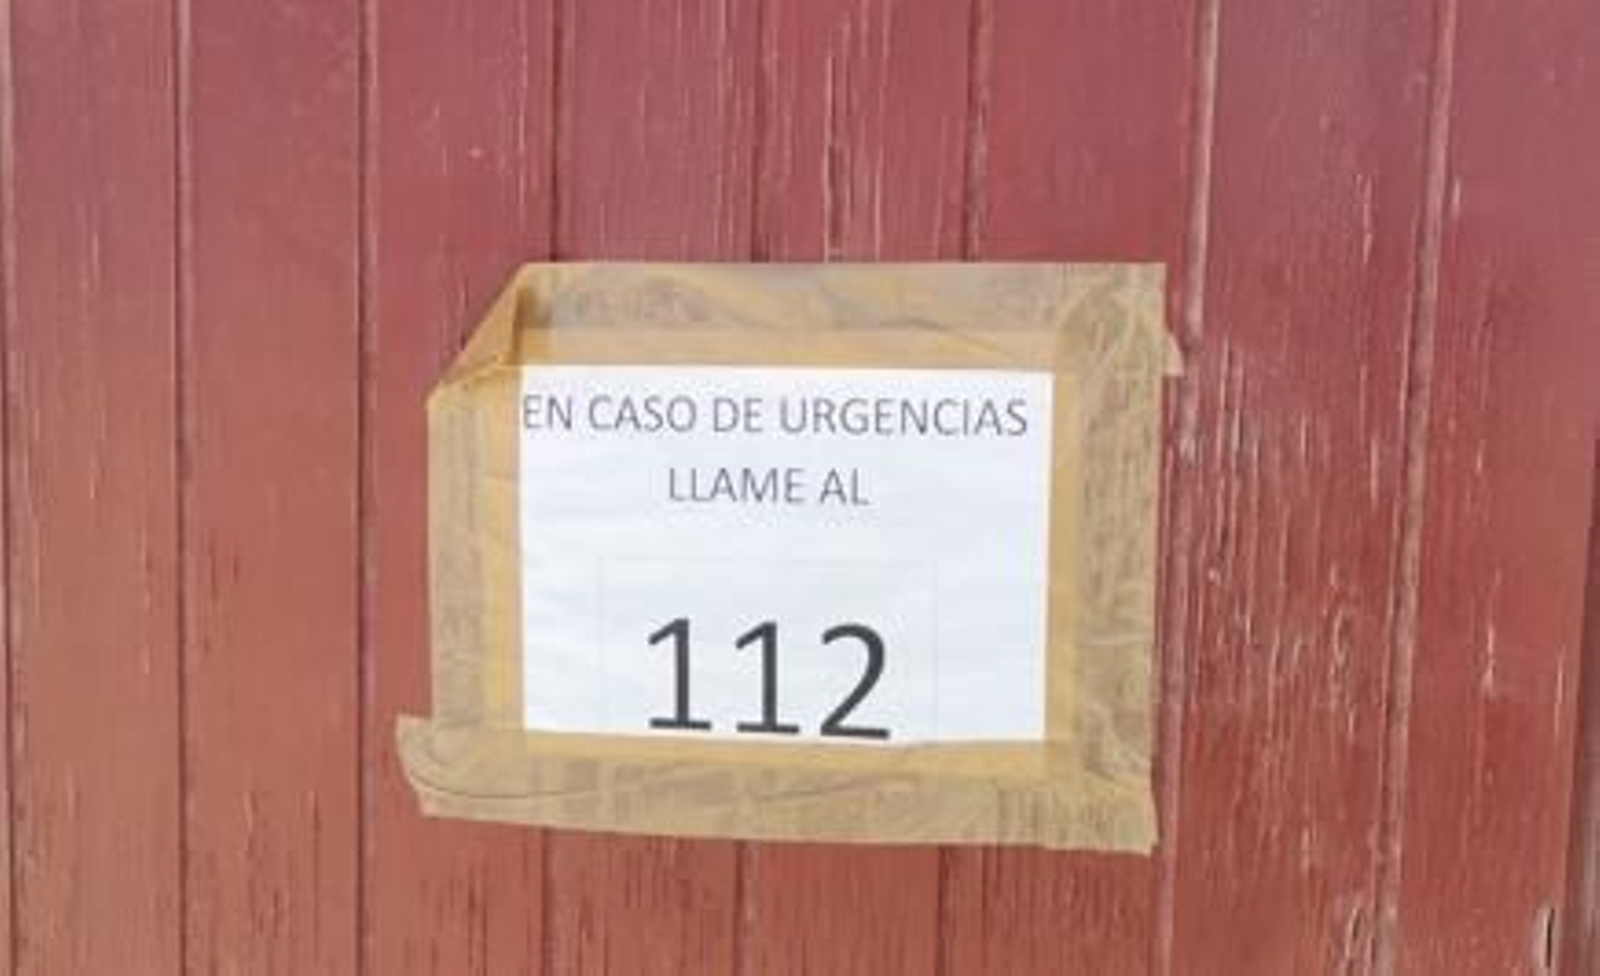 EN CASO DE URGENCIAS
LLAME AL
112